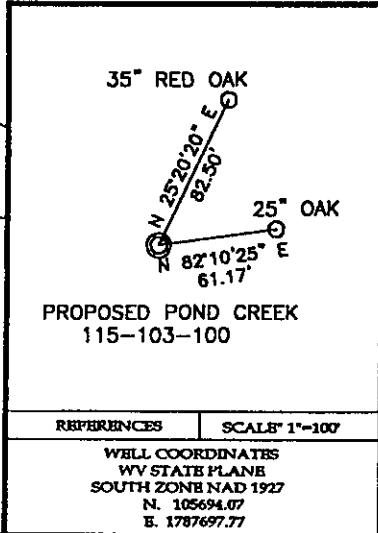 35" RED OAK
N 25°20'20" E
82.50'
25" OAK
N 82°10'25" E
61.17'
PROPOSED POND CREEK
115-103-100
REFERENCES
SCALE" 1"=100'
WELL COORDINATES
WV STATE PLANE
SOUTH ZONE NAD 1927
N. 105694.07
E. 1787697.77